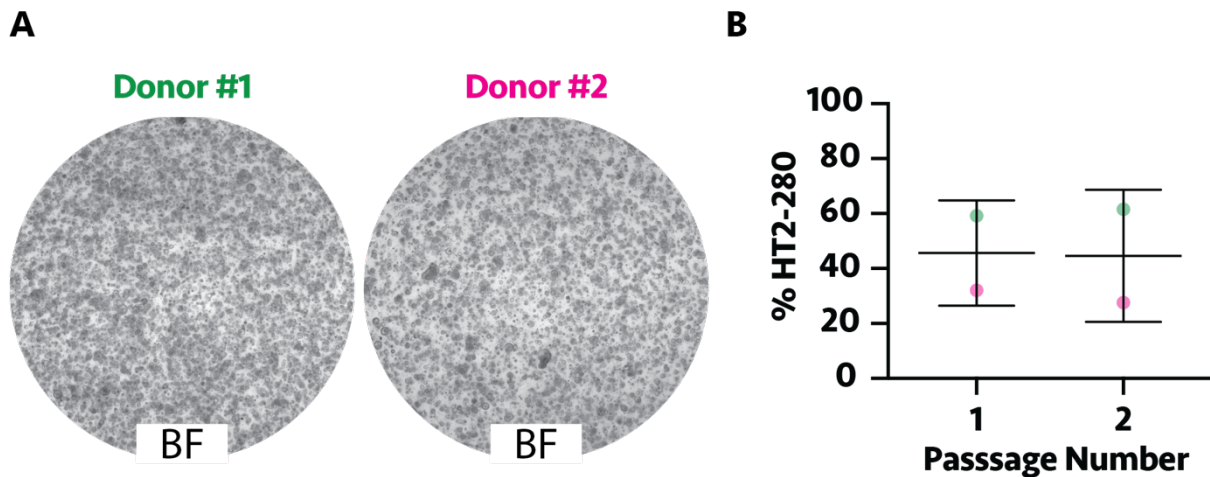 A
Donor #1
Donor #2
BF
BF
B
% HT2-280
100
80
60
40
20
0
1
2
Passsage Number